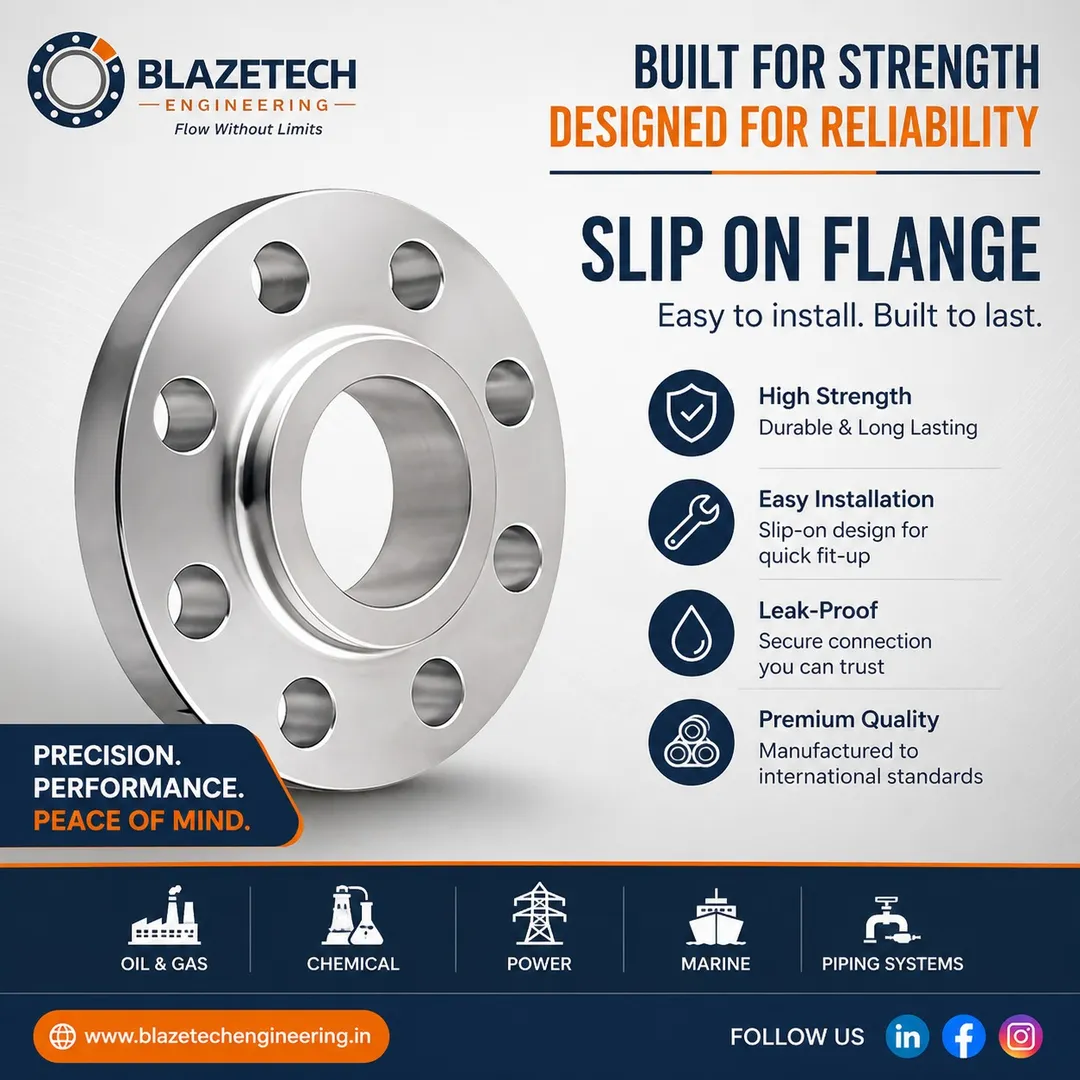 BLAZETECH
ENGINEERING
Flow Without Limits
BUILT FOR STRENGTH
DESIGNED FOR RELIABILITY
SLIP ON FLANGE
Easy to install. Built to last.
High Strength
Durable & Long Lasting
Easy Installation
Slip-on design for
quick fit-up
Leak-Proof
Secure connection
you can trust
Premium Quality
Manufactured to
international standards
PRECISION.
PERFORMANCE.
PEACE OF MIND.
OIL & GAS
CHEMICAL
POWER
MARINE
PIPING SYSTEMS
www.blazetechengineering.in
FOLLOW US
in
f